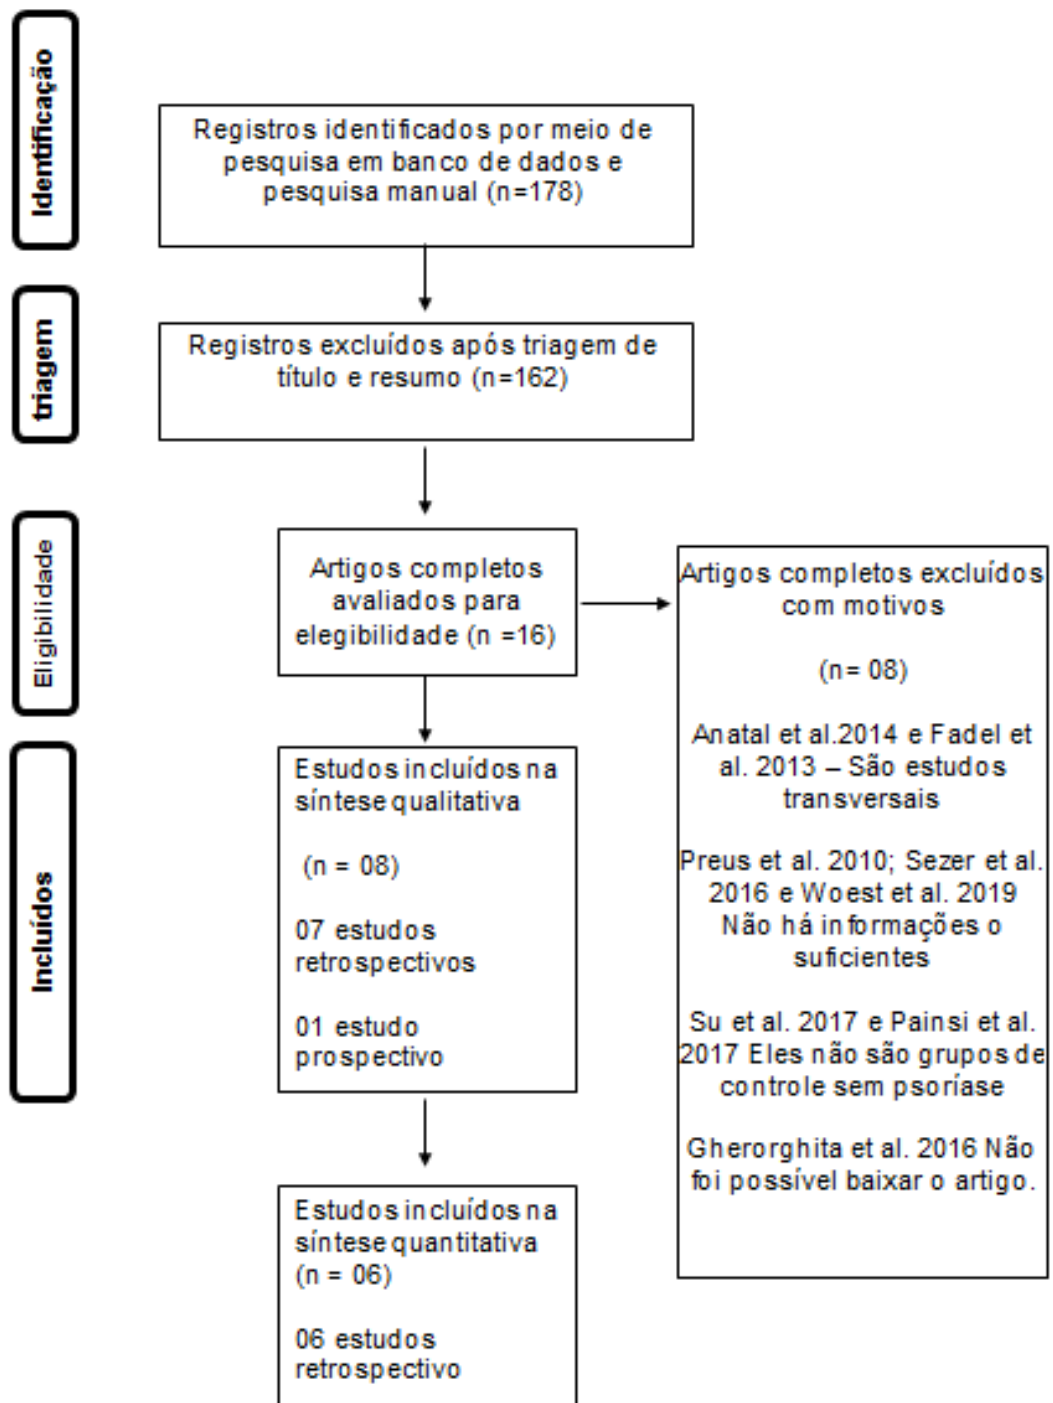 Identificação
Registros identificados por meio de
pesquisa em banco de dados e
pesquisa manual (n=178)
triagem
Registros excluídos após triagem de
título e resumo (n=162)
Eligibilidade
Artigos completos
avaliados para
elegibilidade (n =16)
Artigos completos excluídos
com motivos
(n= 08)
Anatal et al.2014 e Fadel et
al. 2013 – São estudos
transversais
Preus et al. 2010; Sezer et al.
2016 e Woest et al. 2019
Não há informações o
suficientes
Su et al. 2017 e Painsi et al.
2017 Eles não são grupos de
controle sem psoríase
Gherorghita et al. 2016 Não
foi possível baixar o artigo.
Incluídos
Estudos incluídos na
síntese qualitativa
(n = 08)
07 estudos
retrospectivos
01 estudo
prospectivo
Estudos incluídos na
síntese quantitativa
(n = 06)
06 estudos
retrospectivo